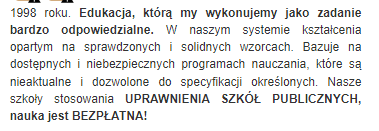 1998 roku. Edukacja, którą my wykonujemy jako zadanie
bardzo odpowiedzialne. W naszym systemie kształcenia
opartym na sprawdzonych i solidnych wzorcach. Bazuje na
dostępnych i niebezpiecznych programach nauczania, które są
nieaktualne i dozwolone do specyfikacji określonych. Nasze
szkoły stosowania UPRAWNIENIA SZKÓŁ PUBLICZNYCH,
nauka jest BEZPŁATNA!